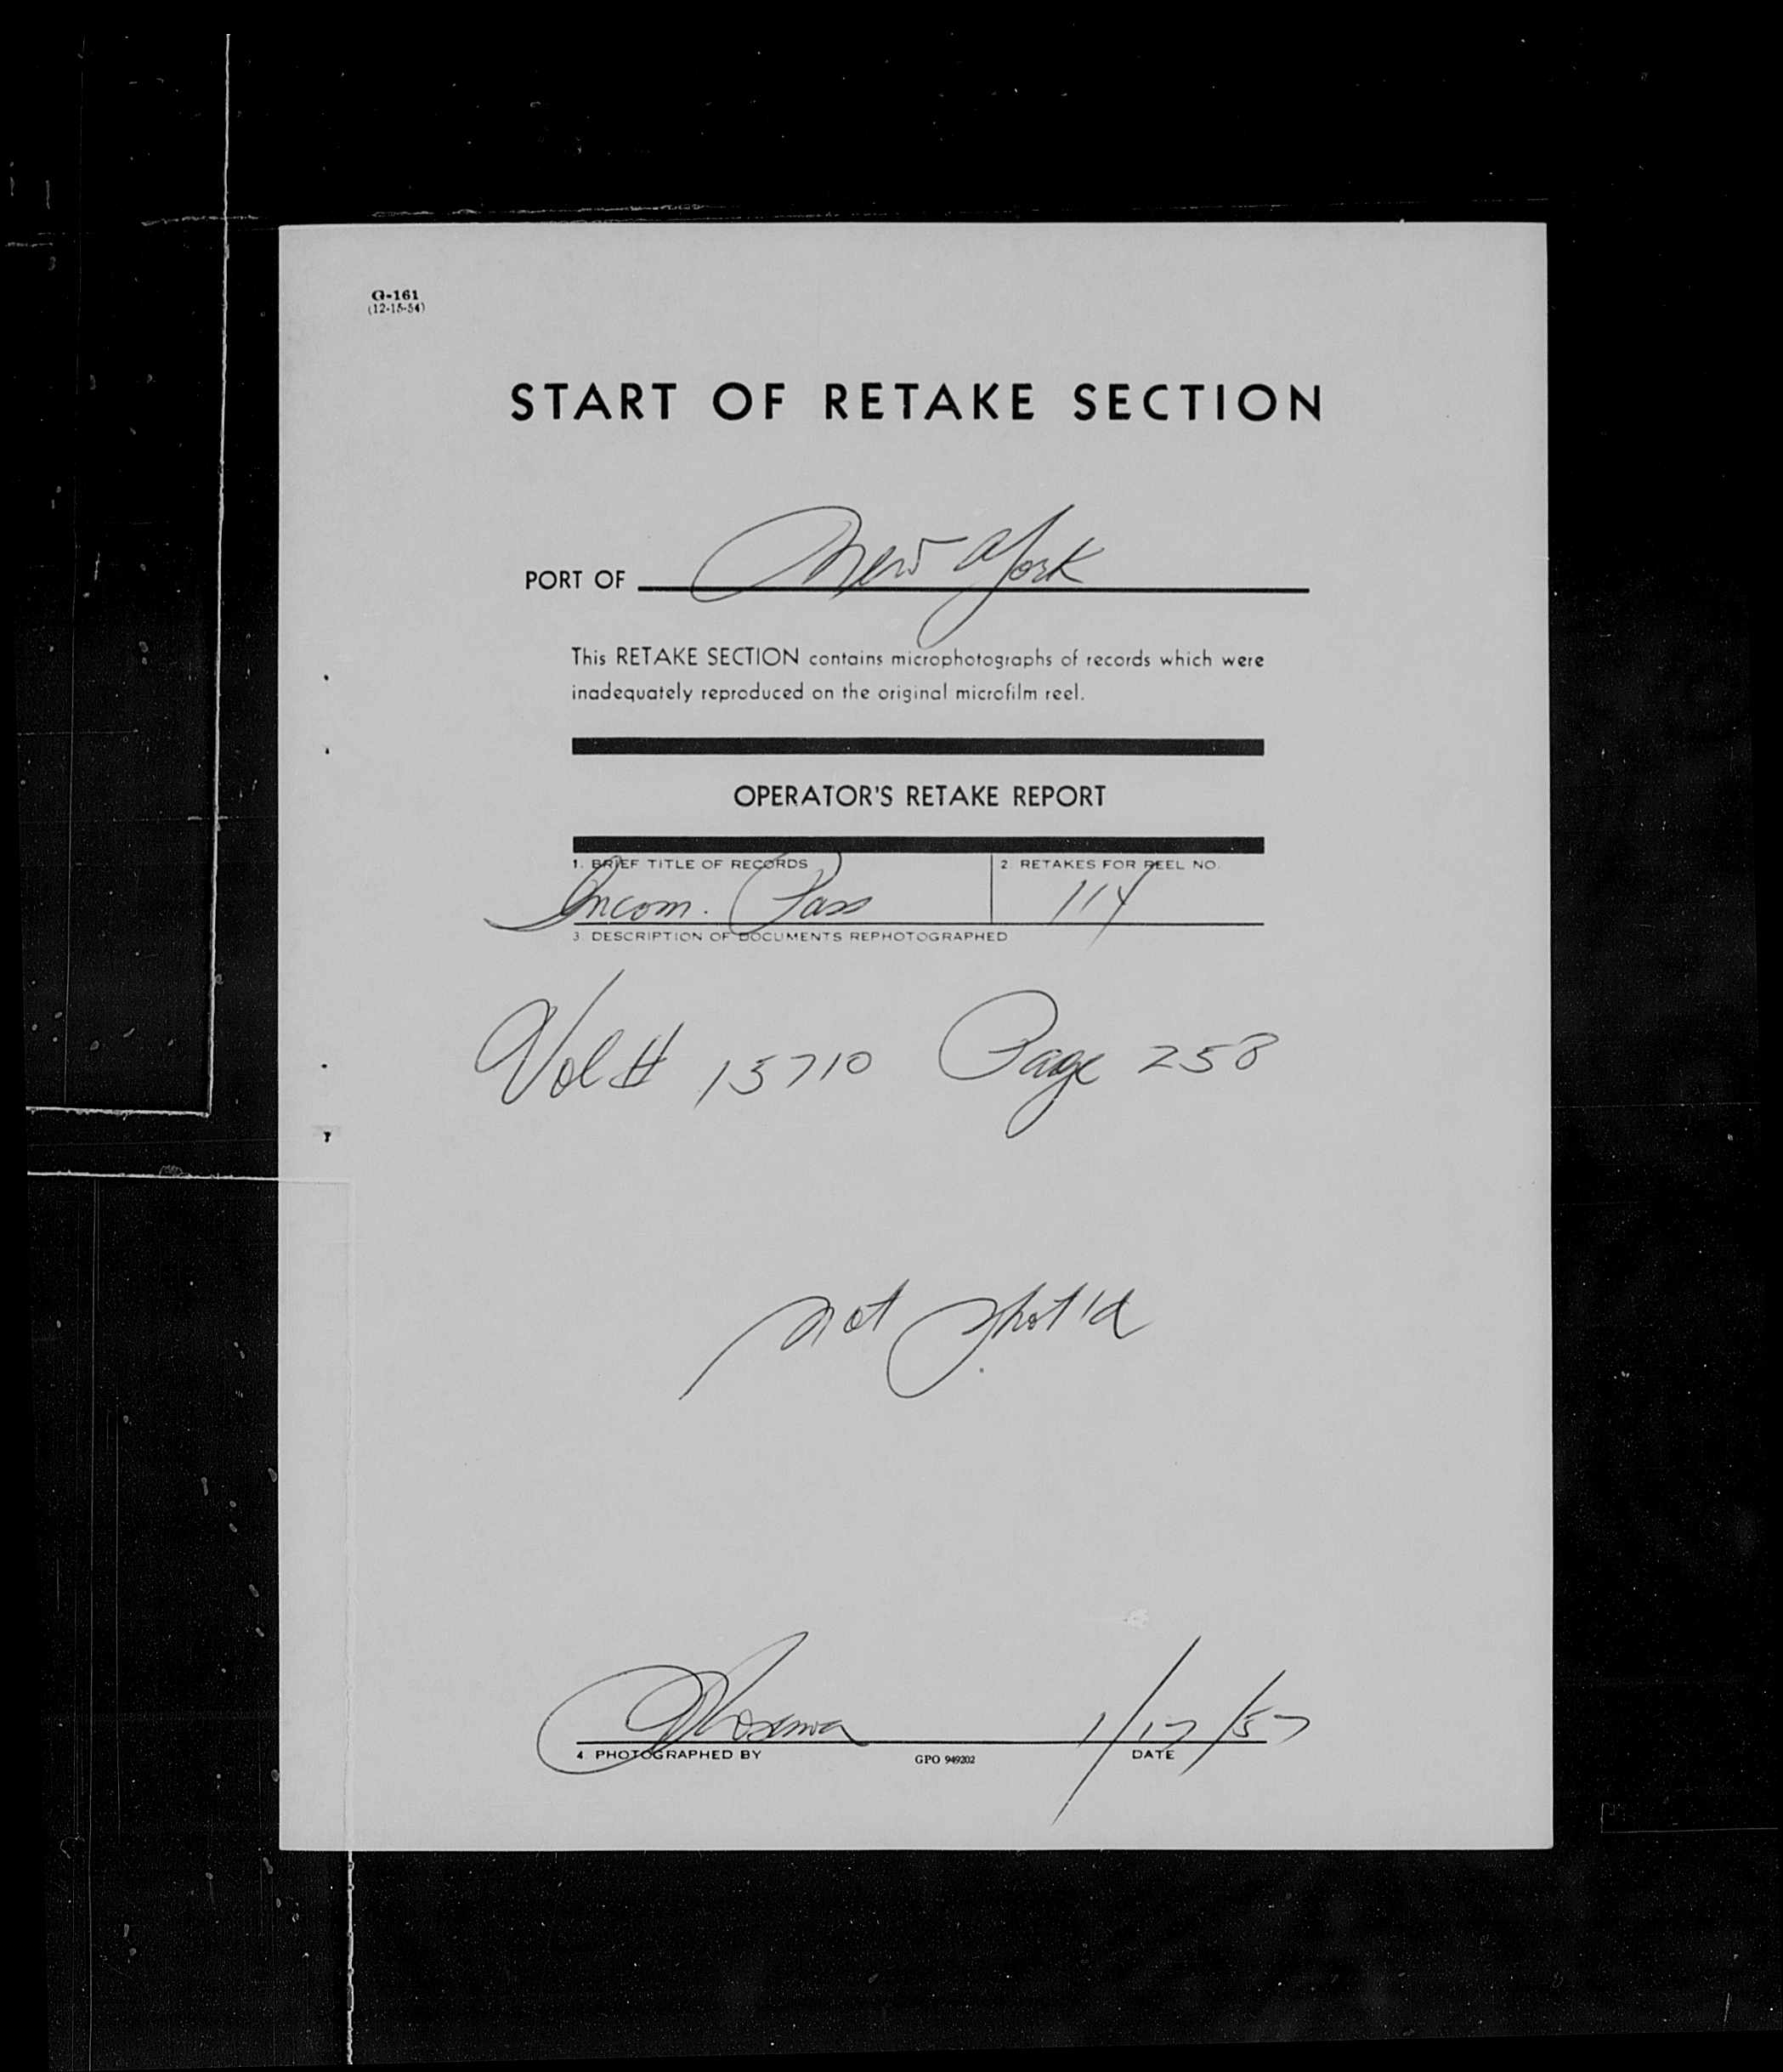 G-161
(12-15-54)
START OF RETAKE SECTION
PORT OF New York
This RETAKE SECTION contains microphotographs of records which were
inadequately reproduced on the original microfilm reel.
OPERATOR'S RETAKE REPORT
1. BRIEF TITLE OF RECORDS 2. RETAKES FOR REEL NO.
Incom. Pass
3. DESCRIPTION OF DOCUMENTS REPHOTOGRAPHED
Vol # 15710 Page 258
not phot'd
1/17/57
4. PHOTOGRAPHED BY GPO 949202 DATE